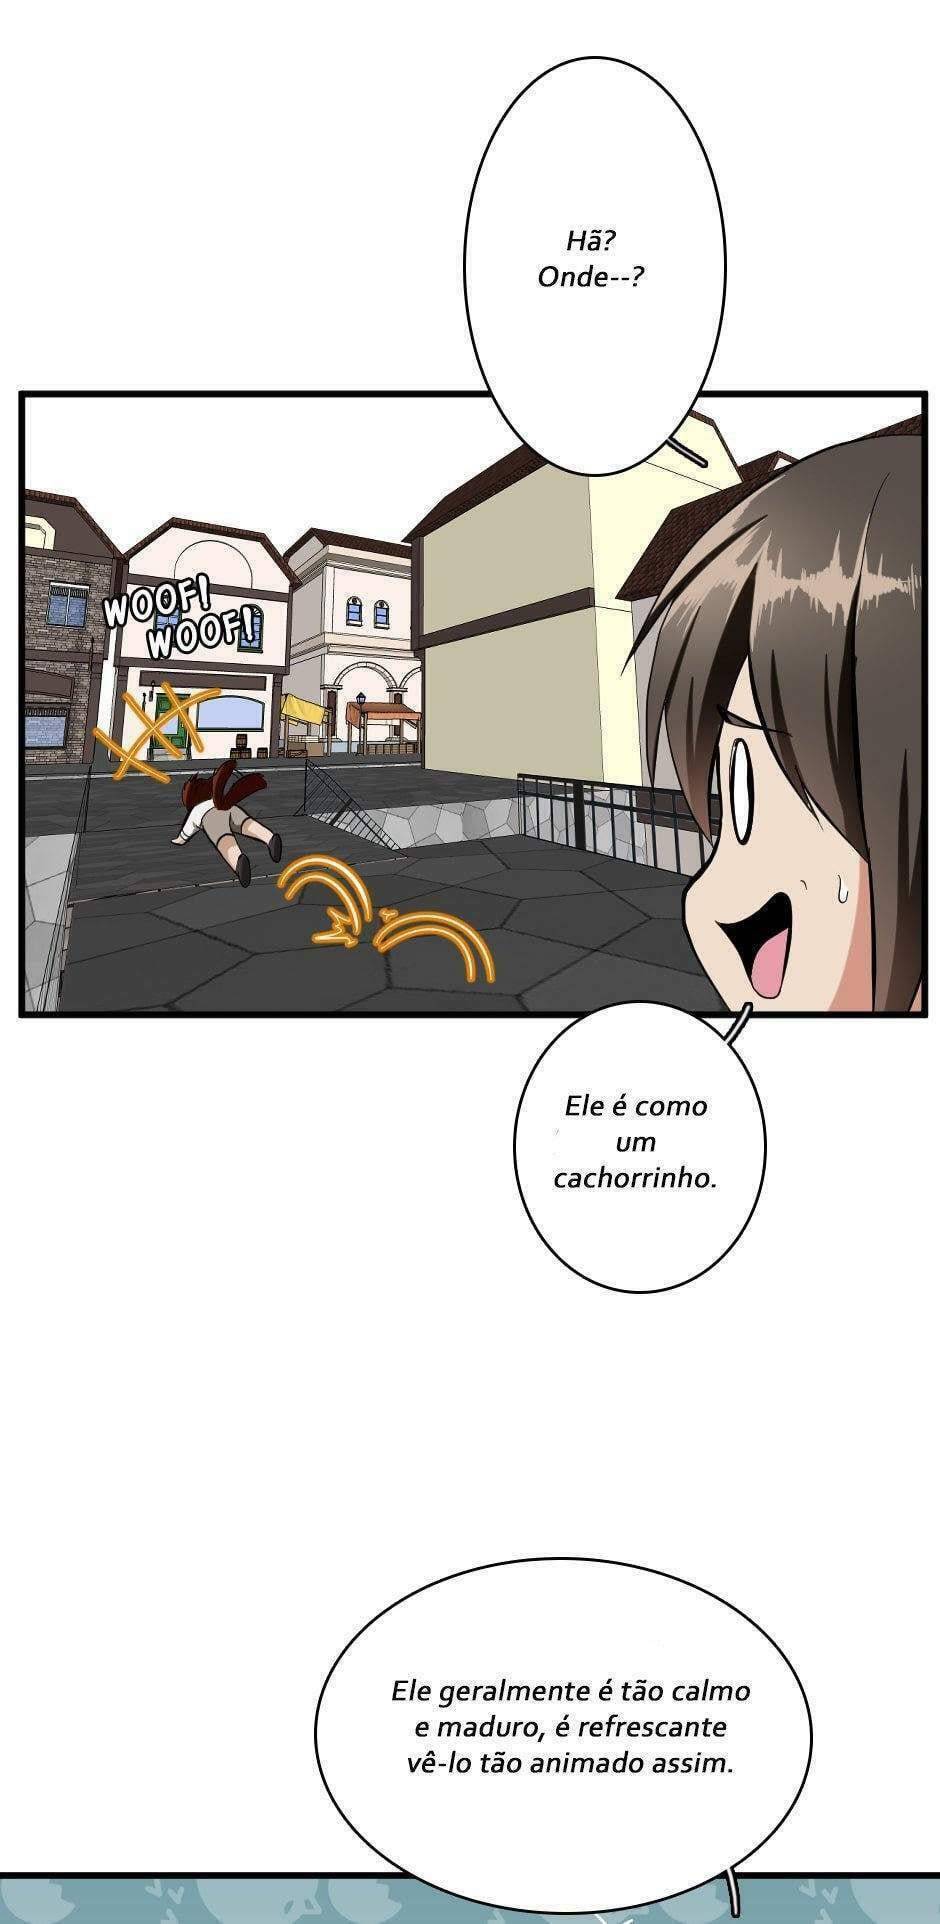 Hã?
Onde--?
WOOF!
WOOF!
Ele é como
um
cachorrinho.
Ele geralmente é tão calmo
e maduro, é refrescante
vê-lo tão animado assim.